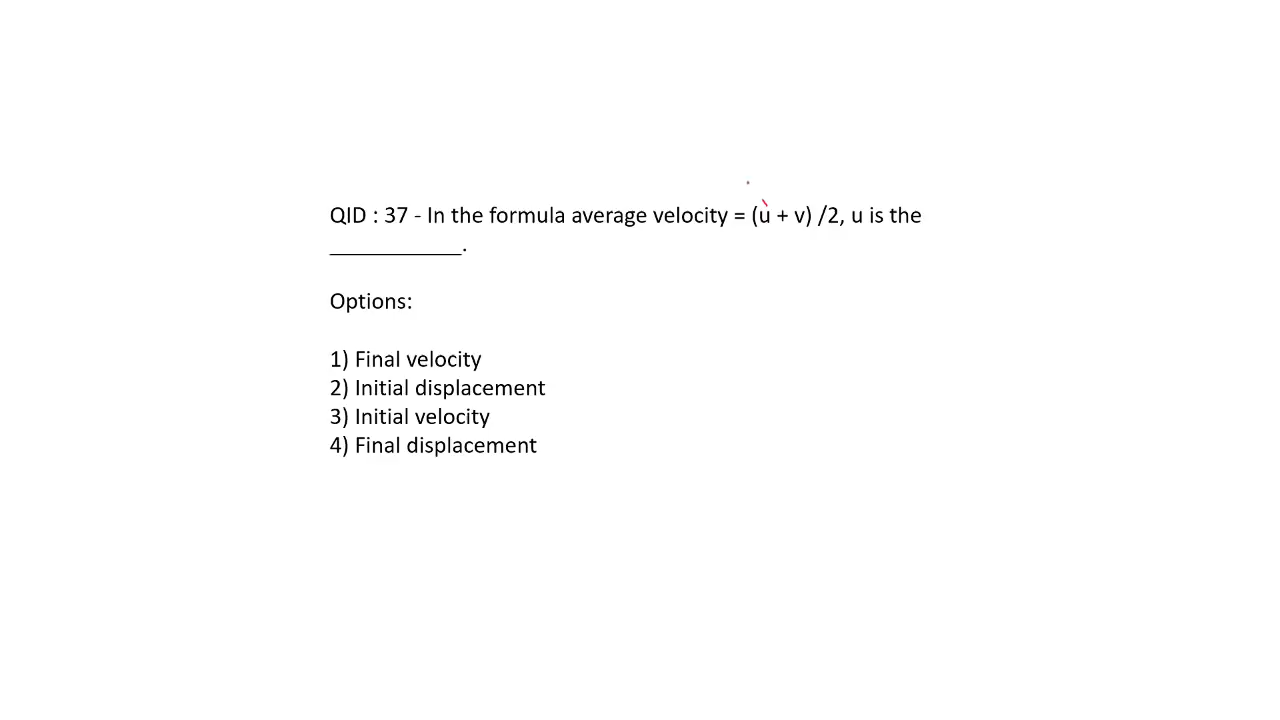 QID : 37 - In the formula average velocity = (u + v) /2, u is the
___________.
Options:
1) Final velocity
2) Initial displacement
3) Initial velocity
4) Final displacement